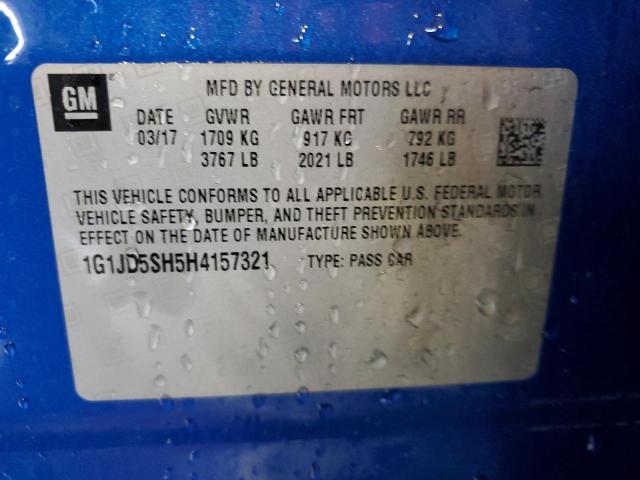 GM
MFD BY GENERAL MOTORS LLC
DATE GVWR GAWR FRT GAWR RR
03/17 1709 KG 917 KG 792 KG
3767 LB 2021 LB 1746 LB
THIS VEHICLE CONFORMS TO ALL APPLICABLE U.S. FEDERAL MOTOR
VEHICLE SAFETY, BUMPER, AND THEFT PREVENTION STANDARDS IN
EFFECT ON THE DATE OF MANUFACTURE SHOWN ABOVE.
1G1JD5SH5H4157321 TYPE: PASS CAR